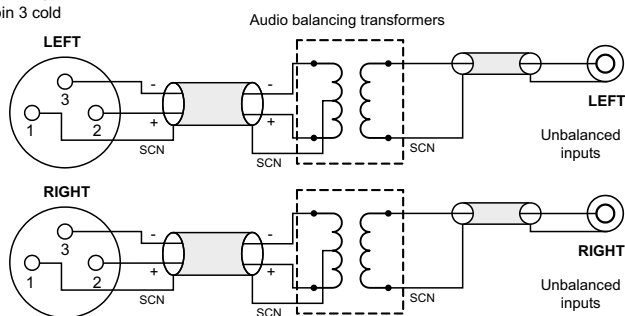 pin 3 cold
Audio balancing transformers
LEFT
3
1
2
-
+
SCN
-
+
SCN
SCN
LEFT
Unbalanced
inputs
RIGHT
3
1
2
-
+
SCN
-
+
SCN
SCN
RIGHT
Unbalanced
inputs